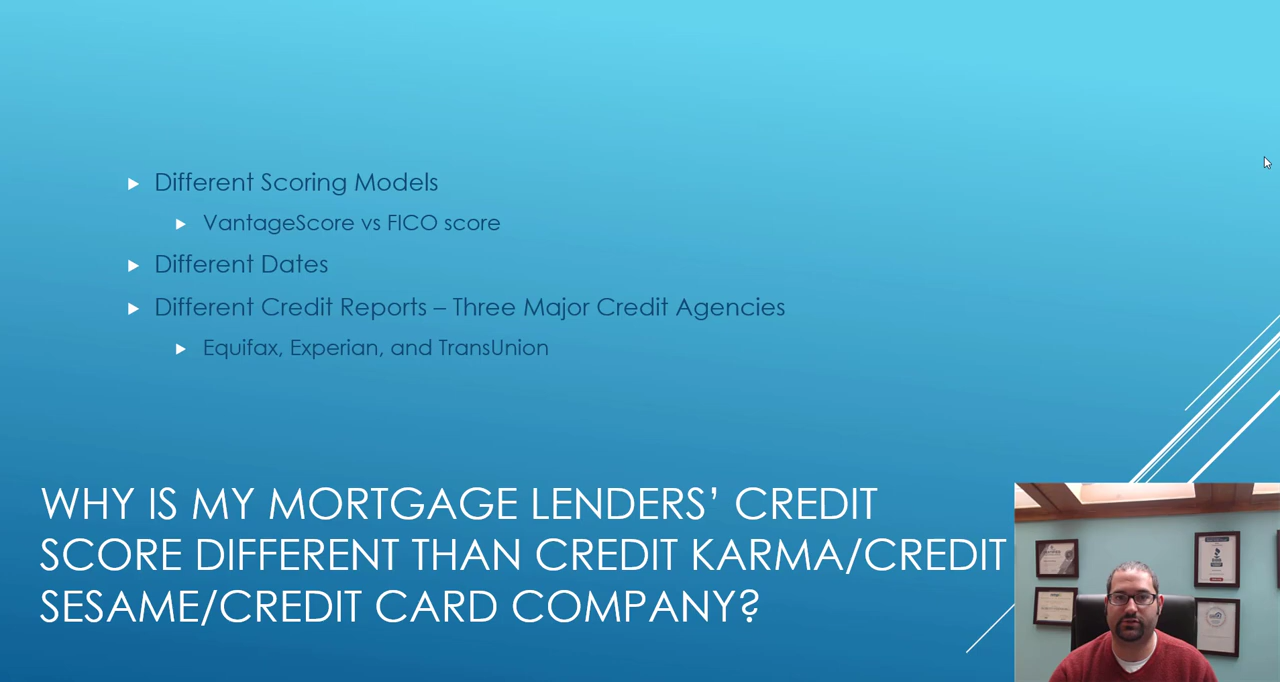 Different Scoring Models
VantageScore vs FICO score
Different Dates
Different Credit Reports – Three Major Credit Agencies
Equifax, Experian, and TransUnion
WHY IS MY MORTGAGE LENDERS’ CREDIT
SCORE DIFFERENT THAN CREDIT KARMA/CREDIT
SESAME/CREDIT CARD COMPANY?